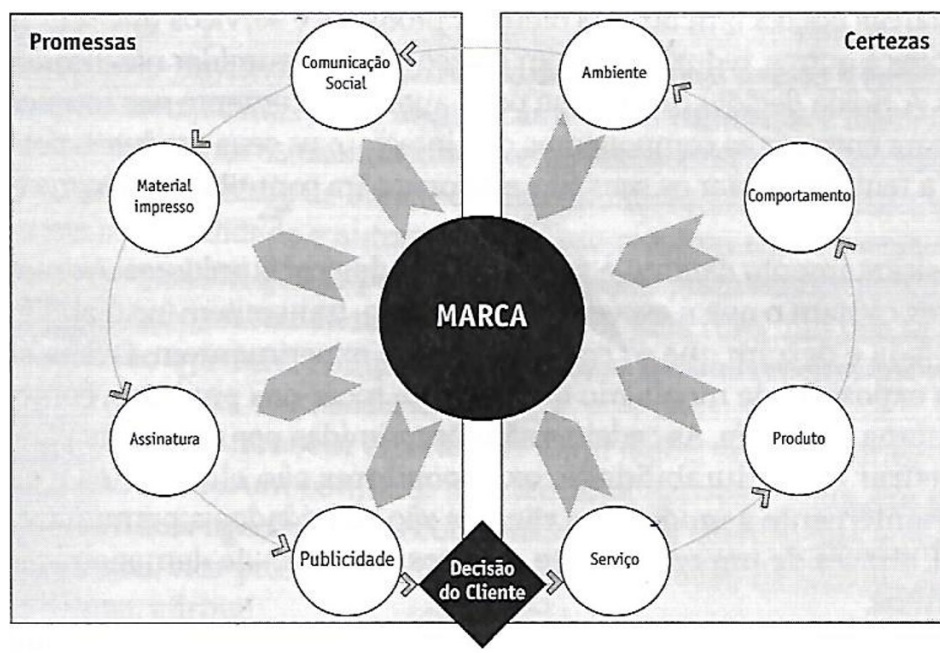 Promessas
Certezas
Comunicação
Social
Ambiente
Material
impresso
Comportamento
MARCA
Assinatura
Produto
Publicidade
Decisão
do Cliente
Serviço